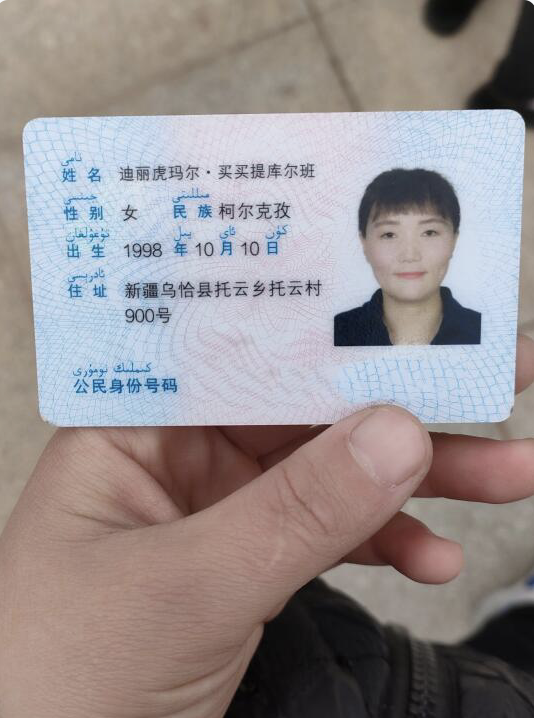 نامى
姓名 迪丽虎玛尔·买买提库尔班
جىنسى مىللىتى
性别 女 民族 柯尔克孜
تۇغۇلغان يىل ئاي كۈن
出生 1998 年 10 月 10 日
ئادرېسى
住址 新疆乌恰县托云乡托云村
900号
كىملىك نومۇرى
公民身份号码